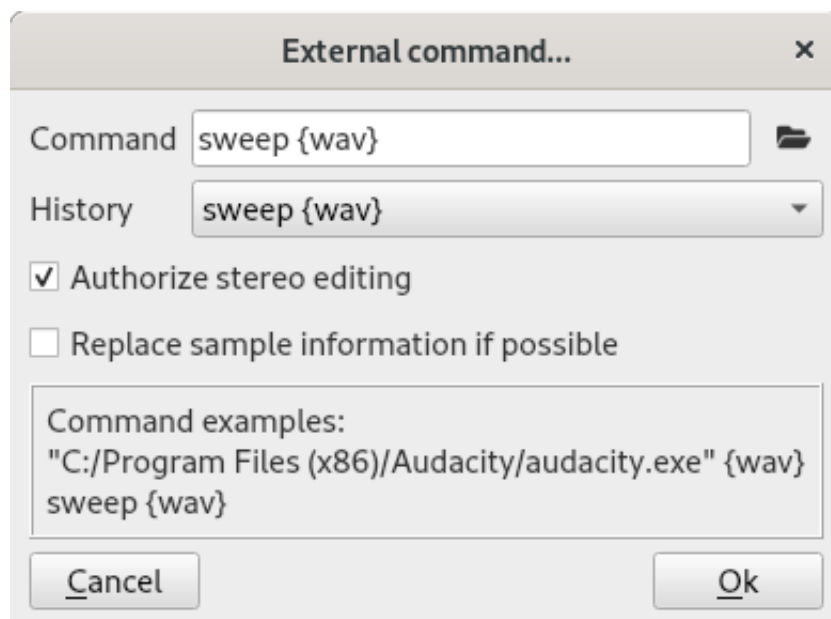 External command...
Command sweep {wav}
History sweep {wav}
Authorize stereo editing
Replace sample information if possible
Command examples:
"C:/Program Files (x86)/Audacity/audacity.exe" {wav}
sweep {wav}
Cancel Ok